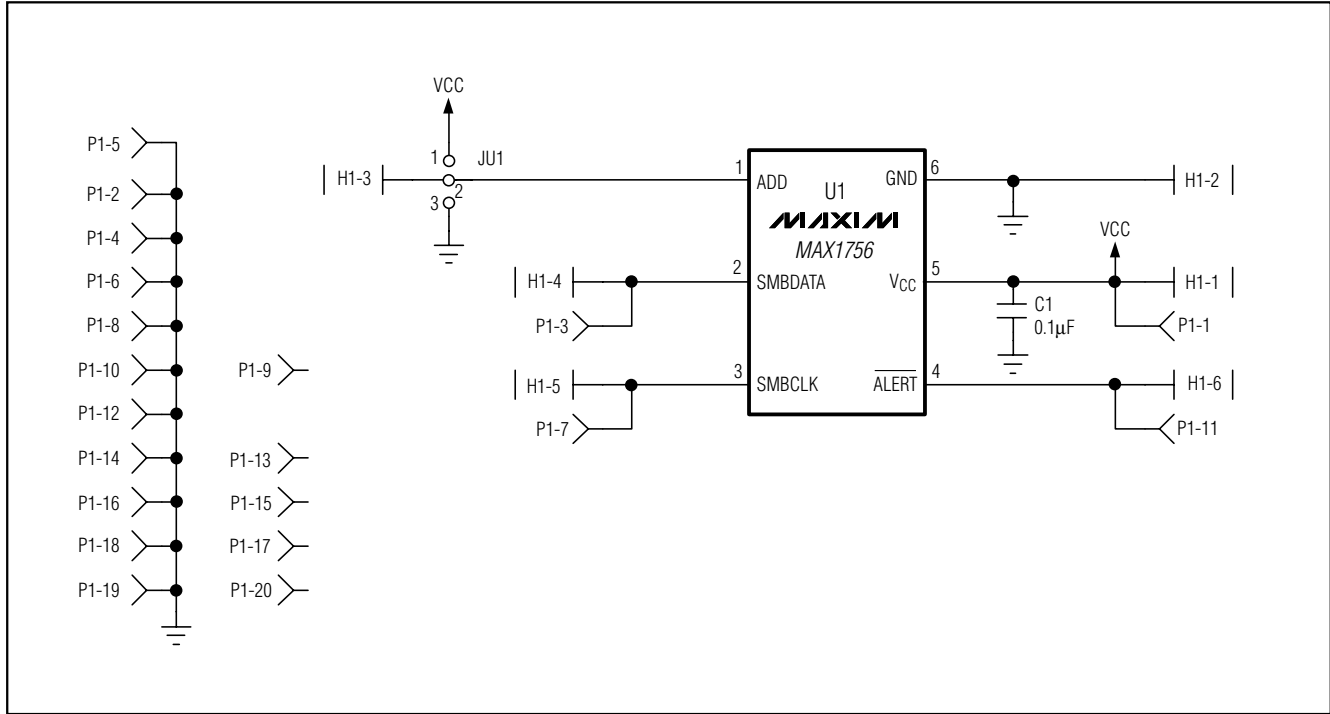 VCC
1
JU1
H1-3
2
3
P1-5
P1-2
P1-4
P1-6
P1-8
P1-10
P1-12
P1-14
P1-16
P1-18
P1-19
P1-9
P1-13
P1-15
P1-17
P1-20
H1-4
P1-3
H1-5
P1-7
1
2
3
ADD
SMBDATA
SMBCLK
U1
MAXIM
MAX1756
GND
VCC
ALERT
6
5
4
H1-2
VCC
C1
0.1µF
H1-1
P1-1
H1-6
P1-11